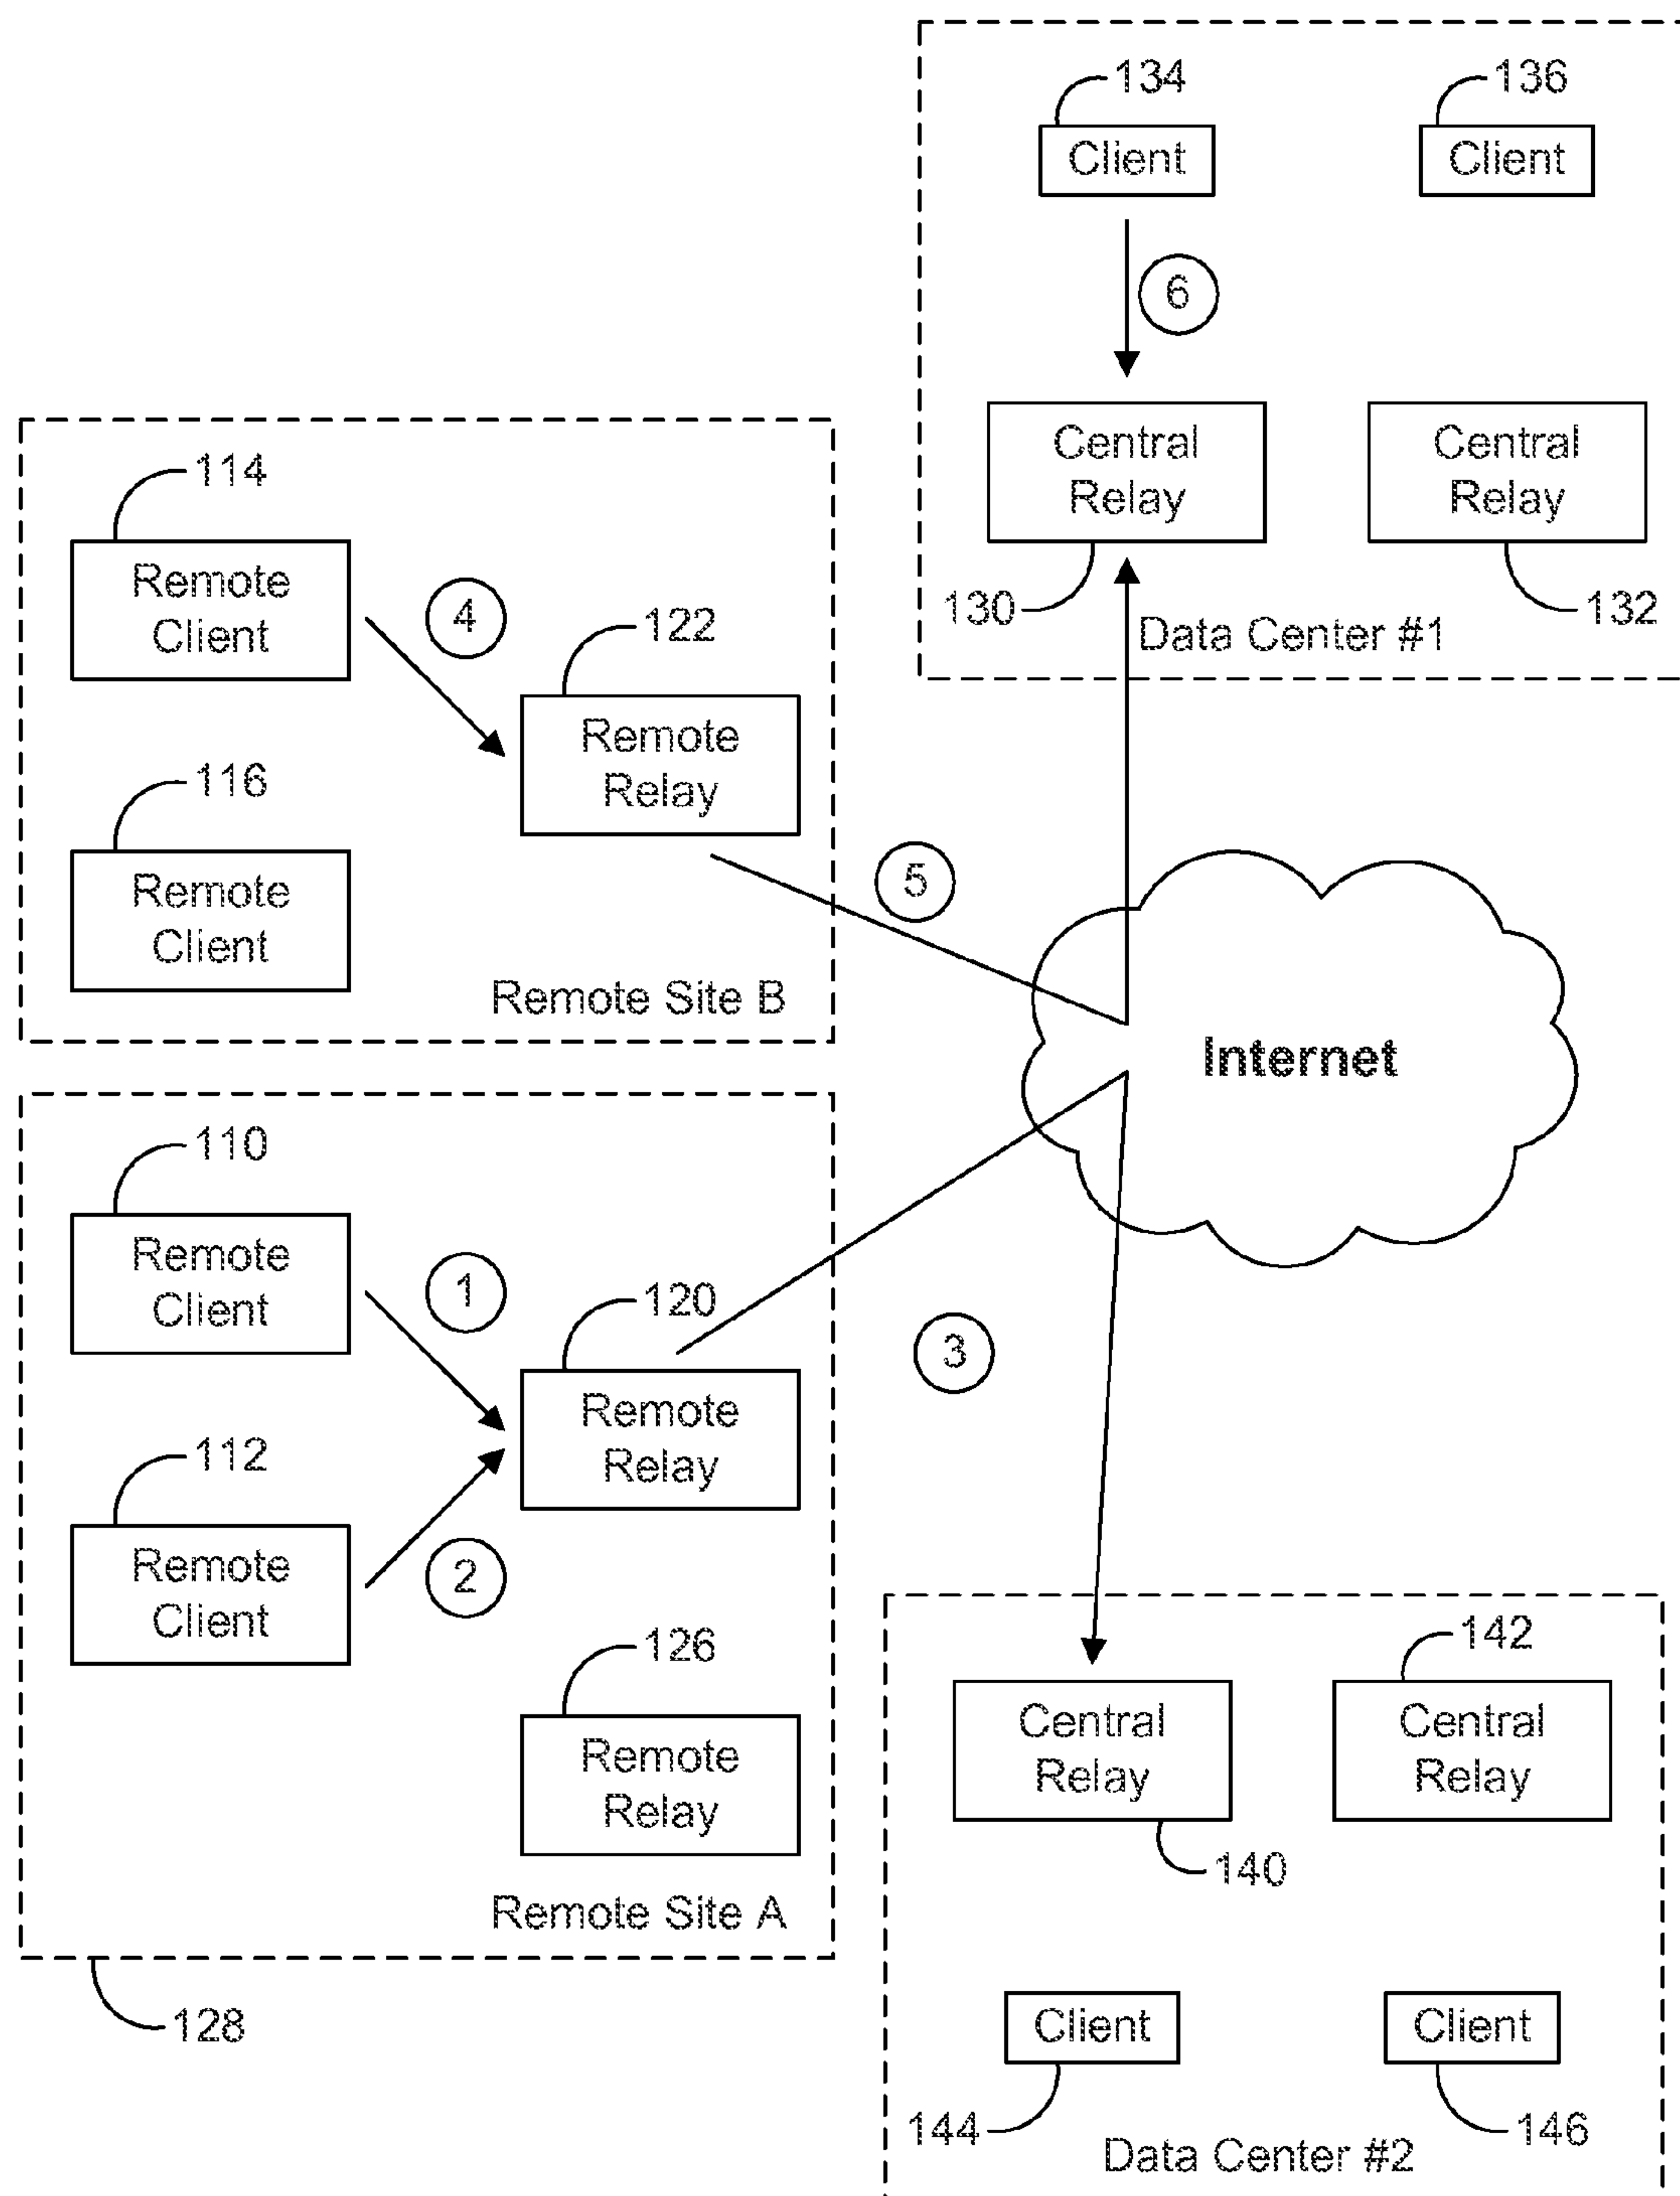 134
136
Client
Client
6
Central
Relay
Central
Relay
130
132
Data Center #1
114
Remote
Client
4
122
Remote
Relay
116
Remote
Client
5
Remote Site B
Internet
110
Remote
Client
1
120
Remote
Relay
3
112
Remote
Client
2
126
Remote
Relay
Remote Site A
128
142
Central
Relay
Central
Relay
140
Client
Client
144
146
Data Center #2